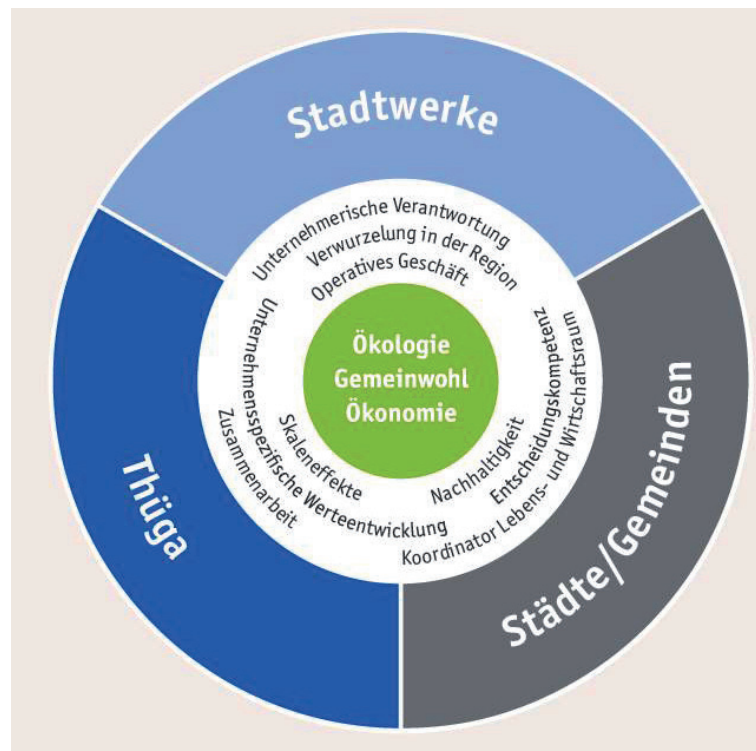 Stadtwerke
Unternehmerische Verantwortung
Verwurzelung in der Region
Operatives Geschäft
Ökologie
Gemeinwohl
Ökonomie
Thüga
Skaleneffekte
Unternehmensspezifische Werteentwicklung
Zusammenarbeit
Städte/Gemeinden
Nachhaltigkeit
Entscheidungskompetenz
Koordinator Lebens- und Wirtschaftsraum